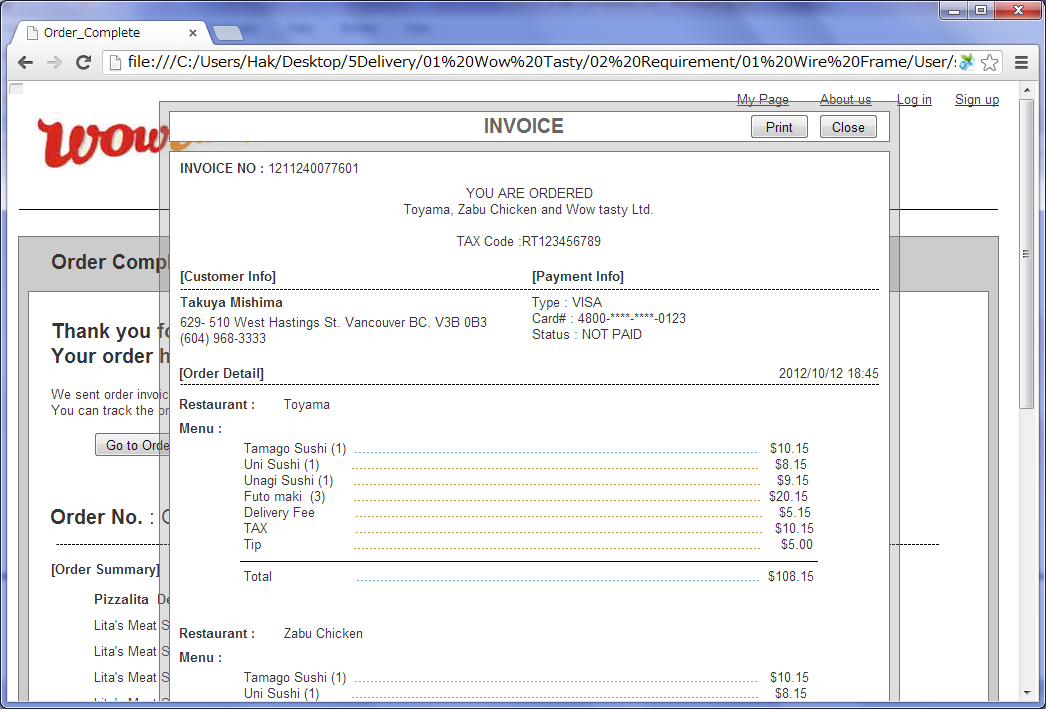 Order_Complete
file:///C:/Users/Hak/Desktop/5Delivery/01%20Wow%20Tasty/02%20Requirement/01%20Wire%20Frame/User/
My Page About us Log in Sign up
wow
INVOICE
Print Close
INVOICE NO : 1211240077601
YOU ARE ORDERED
Toyama, Zabu Chicken and Wow tasty Ltd.
TAX Code :RT123456789
Order Compl
[Customer Info] [Payment Info]
Takuya Mishima Type : VISA
629- 510 West Hastings St. Vancouver BC. V3B 0B3 Card# : 4800-****-****-0123
(604) 968-3333 Status : NOT PAID
Thank you fo
Your order h
[Order Detail] 2012/10/12 18:45
We sent order invoic
You can track the or
Restaurant : Toyama
Menu :
Go to Orde
Tamago Sushi (1) $10.15
Uni Sushi (1) $8.15
Unagi Sushi (1) $9.15
Futo maki (3) $20.15
Delivery Fee $5.15
TAX $10.15
Tip $5.00
Order No. :
Total $108.15
[Order Summary]
Pizzalita De
Lita's Meat S
Lita's Meat S
Lita's Meat S
Restaurant : Zabu Chicken
Menu :
Tamago Sushi (1) $10.15
Uni Sushi (1) $8.15